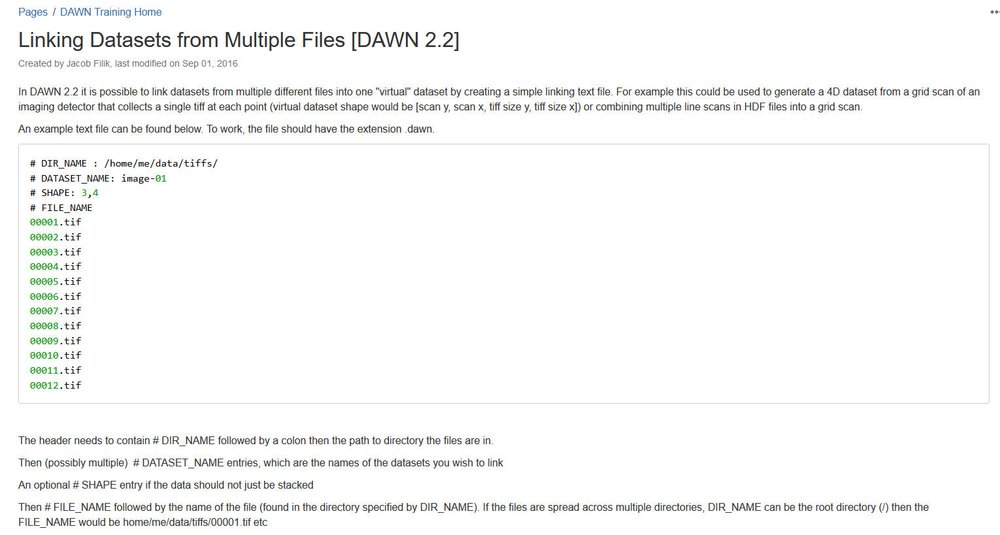 Pages / DAWN Training Home
Linking Datasets from Multiple Files [DAWN 2.2]
Created by Jacob Filik, last modified on Sep 01, 2016
In DAWN 2.2 it is possible to link datasets from multiple different files into one "virtual" dataset by creating a simple linking text file. For example this could be used to generate a 4D dataset from a grid scan of an
imaging detector that collects a single tiff at each point (virtual dataset shape would be [scan y, scan x, tiff size y, tiff size x]) or combining multiple line scans in HDF files into a grid scan.
An example text file can be found below. To work, the file should have the extension .dawn.
# DIR_NAME : /home/me/data/tiffs/
# DATASET_NAME: image-01
# SHAPE: 3,4
# FILE_NAME
00001.tif
00002.tif
00003.tif
00004.tif
00005.tif
00006.tif
00007.tif
00008.tif
00009.tif
00010.tif
00011.tif
00012.tif
The header needs to contain # DIR_NAME followed by a colon then the path to directory the files are in.
Then (possibly multiple)  # DATASET_NAME entries, which are the names of the datasets you wish to link
An optional # SHAPE entry if the data should not just be stacked
Then # FILE_NAME followed by the name of the file (found in the directory specified by DIR_NAME). If the files are spread across multiple directories, DIR_NAME can be the root directory (/) then the
FILE_NAME would be home/me/data/tiffs/00001.tif etc